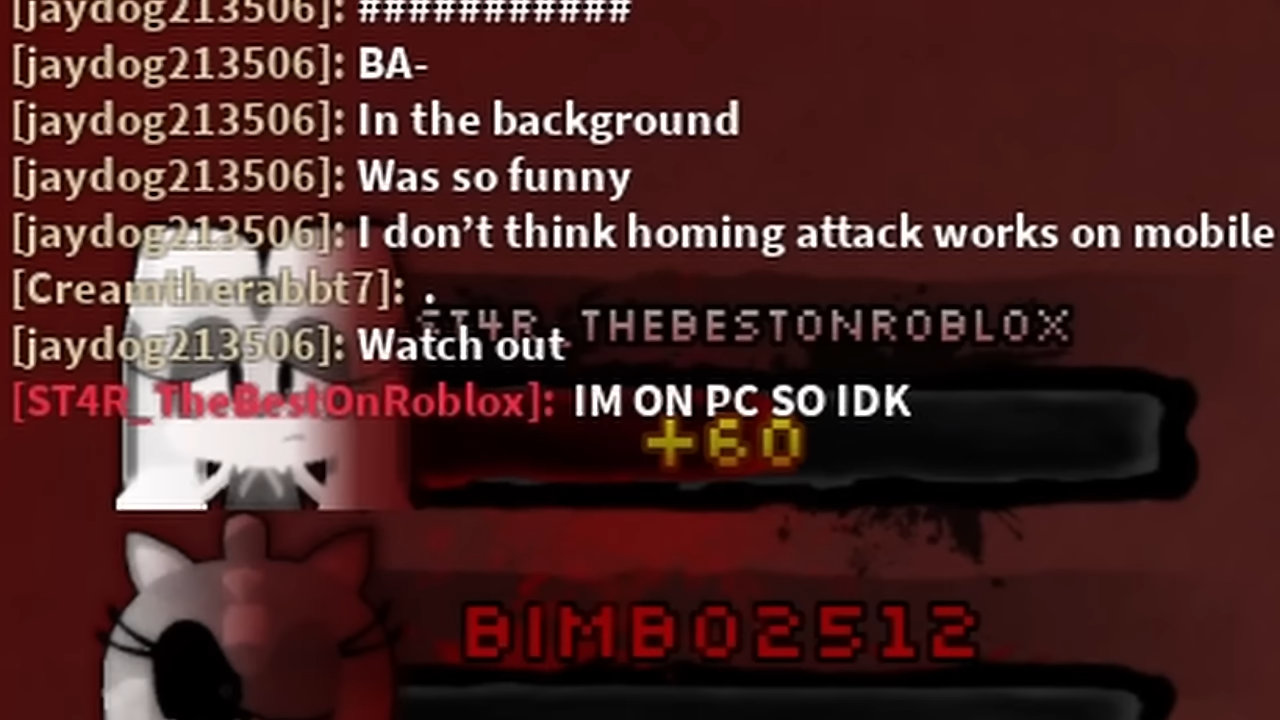 [jaydog213506]: ###########
[jaydog213506]: BA-
[jaydog213506]: In the background
[jaydog213506]: Was so funny
[jaydog213506]: I don’t think homing attack works on mobile
[Creamtherabbt7]: .
ST4R_THEBESTONROBLOX
[jaydog213506]: Watch out
[ST4R_TheBestOnRoblox]: IM ON PC SO IDK
+60
BIMBO2512